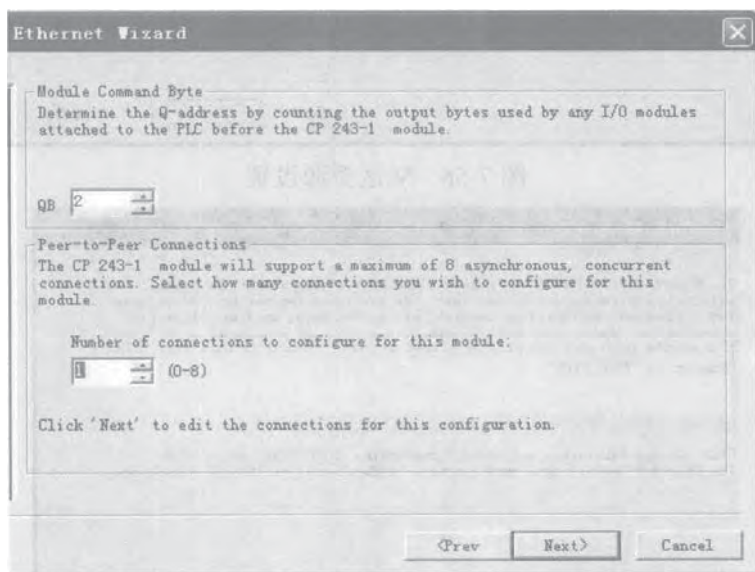 Ethernet Wizard
Module Command Byte
Determine the Q-address by counting the output bytes used by any I/O modules
attached to the PLC before the CP 243-1 module.
QB 2
Peer-to-Peer Connections
The CP 243-1 module will support a maximum of 8 asynchronous, concurrent
connections. Select how many connections you wish to configure for this
module.
Number of connections to configure for this module:
1 (0-8)
Click 'Next' to edit the connections for this configuration.
<Prev Next> Cancel